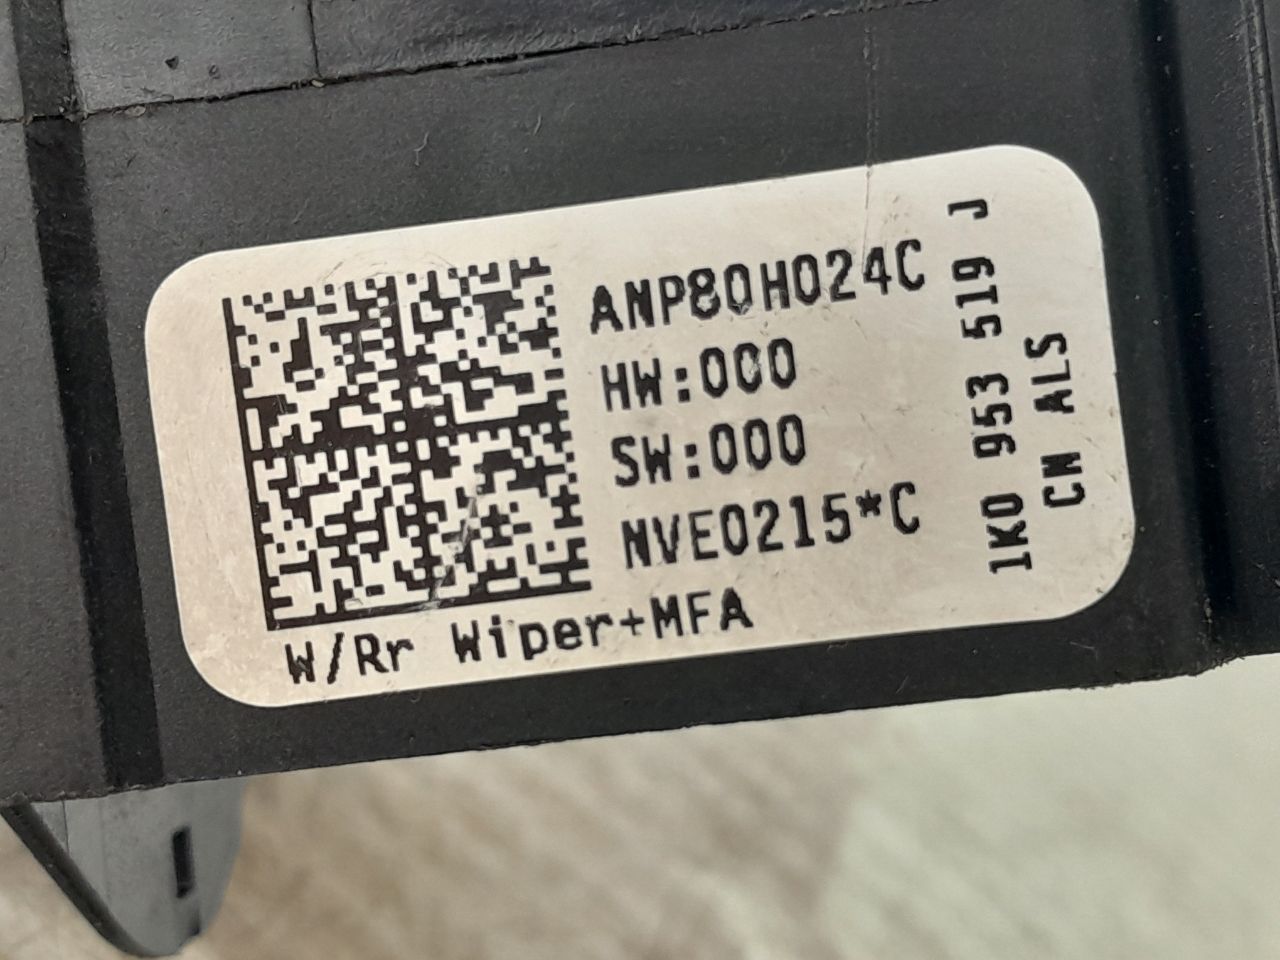 ANP80H024C
HW:000
SW:000
NVE0215*C
W/Rr Wiper+MFA
1K0 953 519 J
CN ALS